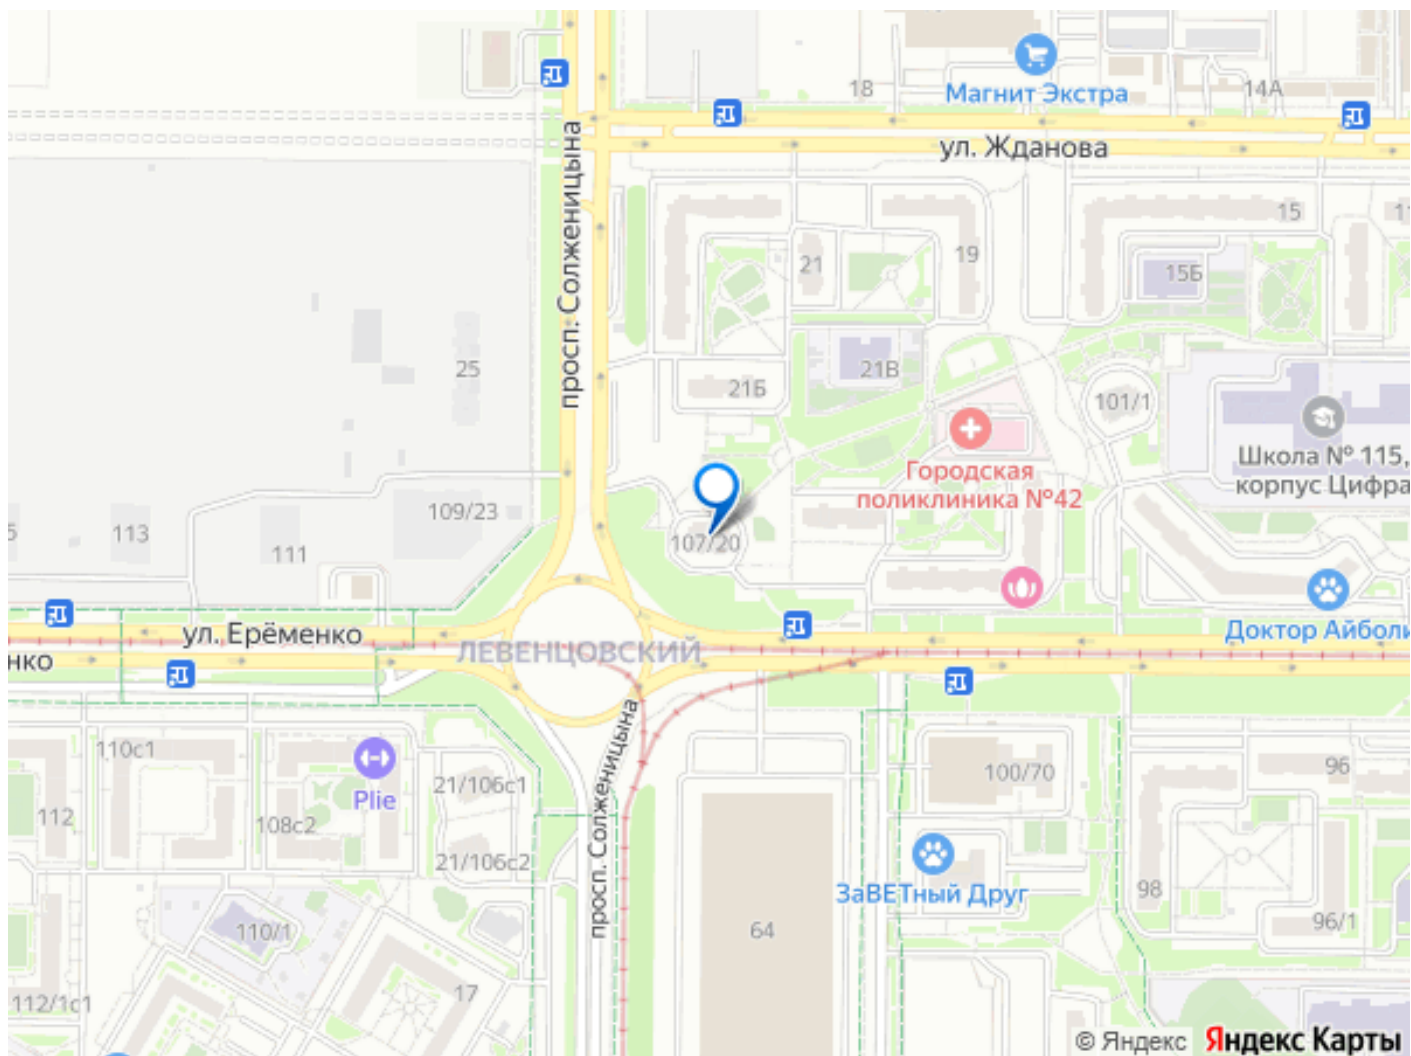 18
Магнит Экстра
14А
ул. Жданова
просп. Солженицына
15
11
19
21
15Б
25
21Б
21В
101/1
Городская
поликлиника №42
Школа № 115,
корпус Цифра
109/23
113
111
107/20
5
ул. Ерёменко
ЛЕВЕНЦОВСКИЙ
Доктор Айболи
нко
просп. Солженицына
110с1
Plie
21/106с1
100/70
96
112
108с2
21/106с2
ЗаВЕТный Друг
98
96/1
110/1
64
17
112/1с1
© Яндекс Яндекс Карты